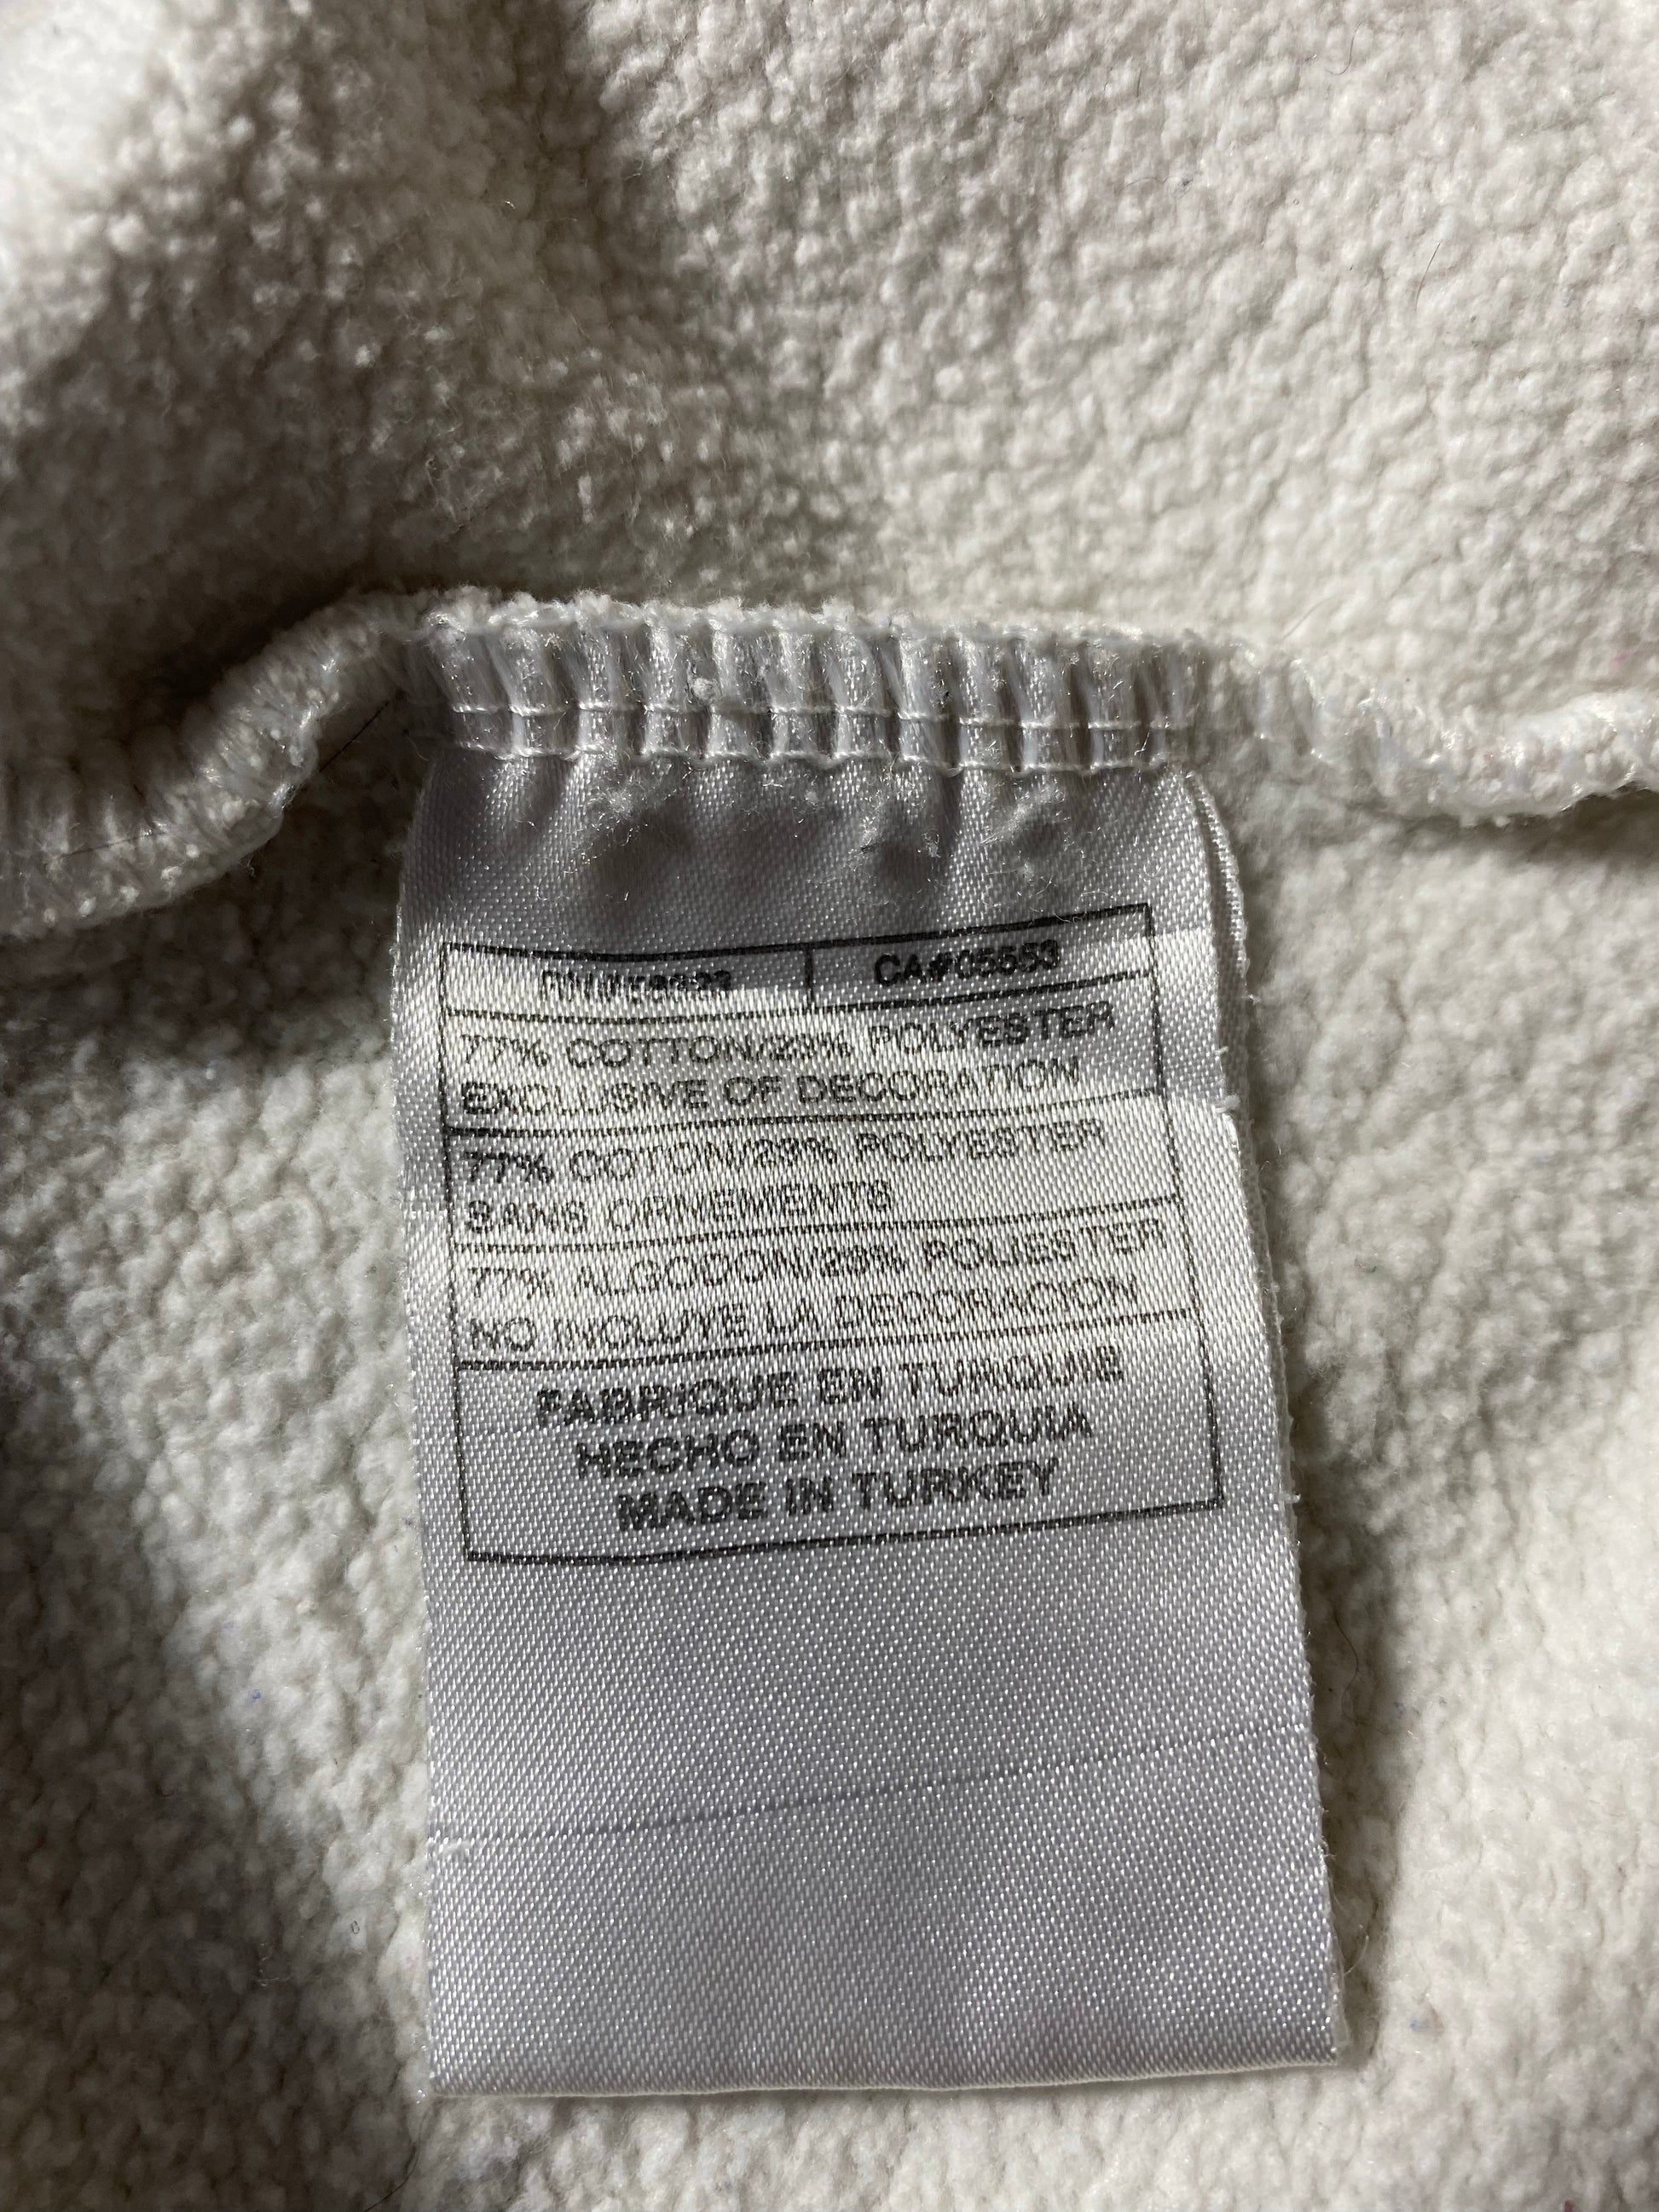 CA#05553
77% COTTON/23% POLYESTER
EXCLUSIVE OF DECORATION
77% COTON/23% POLYESTER
SANS ORNEMENTS
77% ALGODON/23% POLIESTER
NO INCLUYE LA DECORACION
FABRIQUE EN TURQUIE
HECHO EN TURQUIA
MADE IN TURKEY